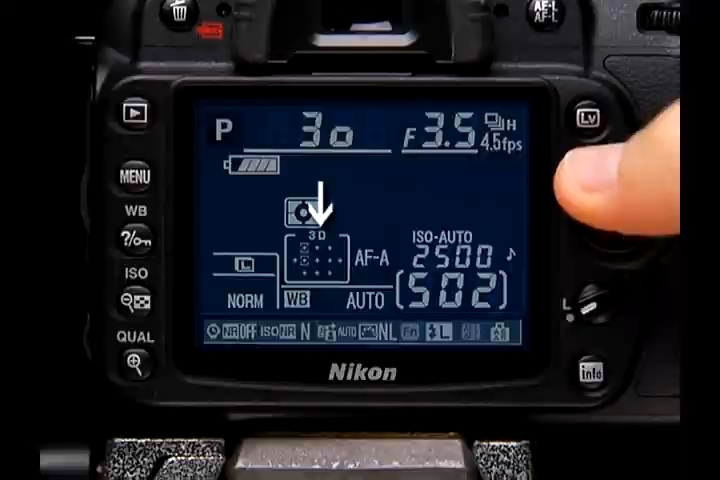 AE-L
AF-L
Lv
P 30 F3.5 H
4.5fps
MENU
WB
?/
ISO
QUAL
3D
AF-A
ISO-AUTO
2500
L
NORM WB AUTO [502]
NR OFF ISO NR N AUTO NL Fn L
L
Nikon
info